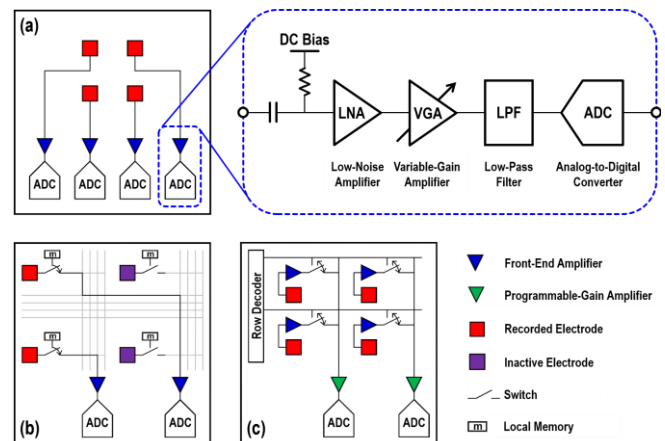 (a)
ADC
ADC
ADC
ADC
DC Bias
LNA
VGA
LPF
ADC
Low-Noise
Amplifier
Variable-Gain
Amplifier
Low-Pass
Filter
Analog-to-Digital
Converter
m
m
m
m
(b)
ADC
ADC
Row Decoder
(c)
ADC
ADC
Front-End Amplifier
Programmable-Gain Amplifier
Recorded Electrode
Inactive Electrode
Switch
m
Local Memory